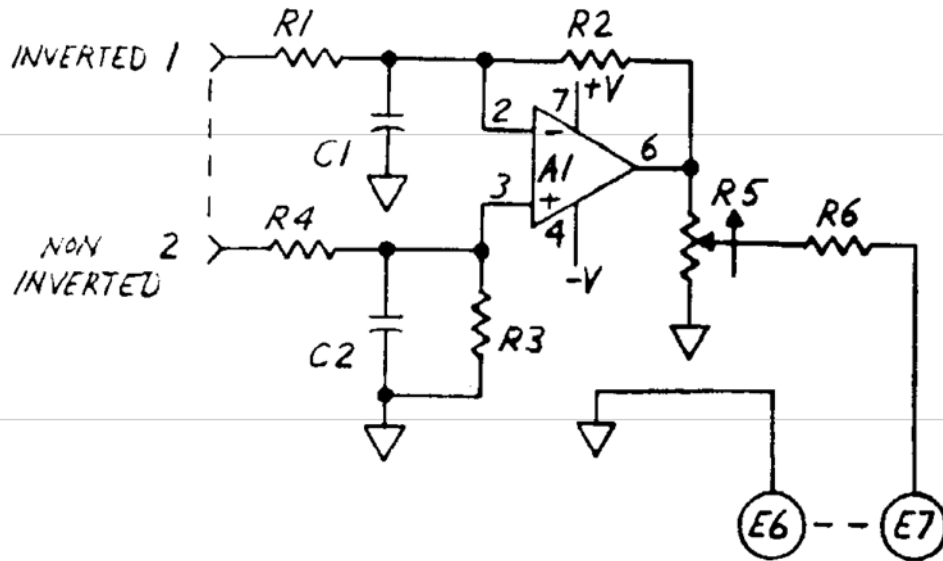 R1
R2
INVERTED 1
+V
7
2
-
C1
6
A1
3
+
R5
R4
R6
4
NON
INVERTED
2
-V
R3
C2
E6
E7